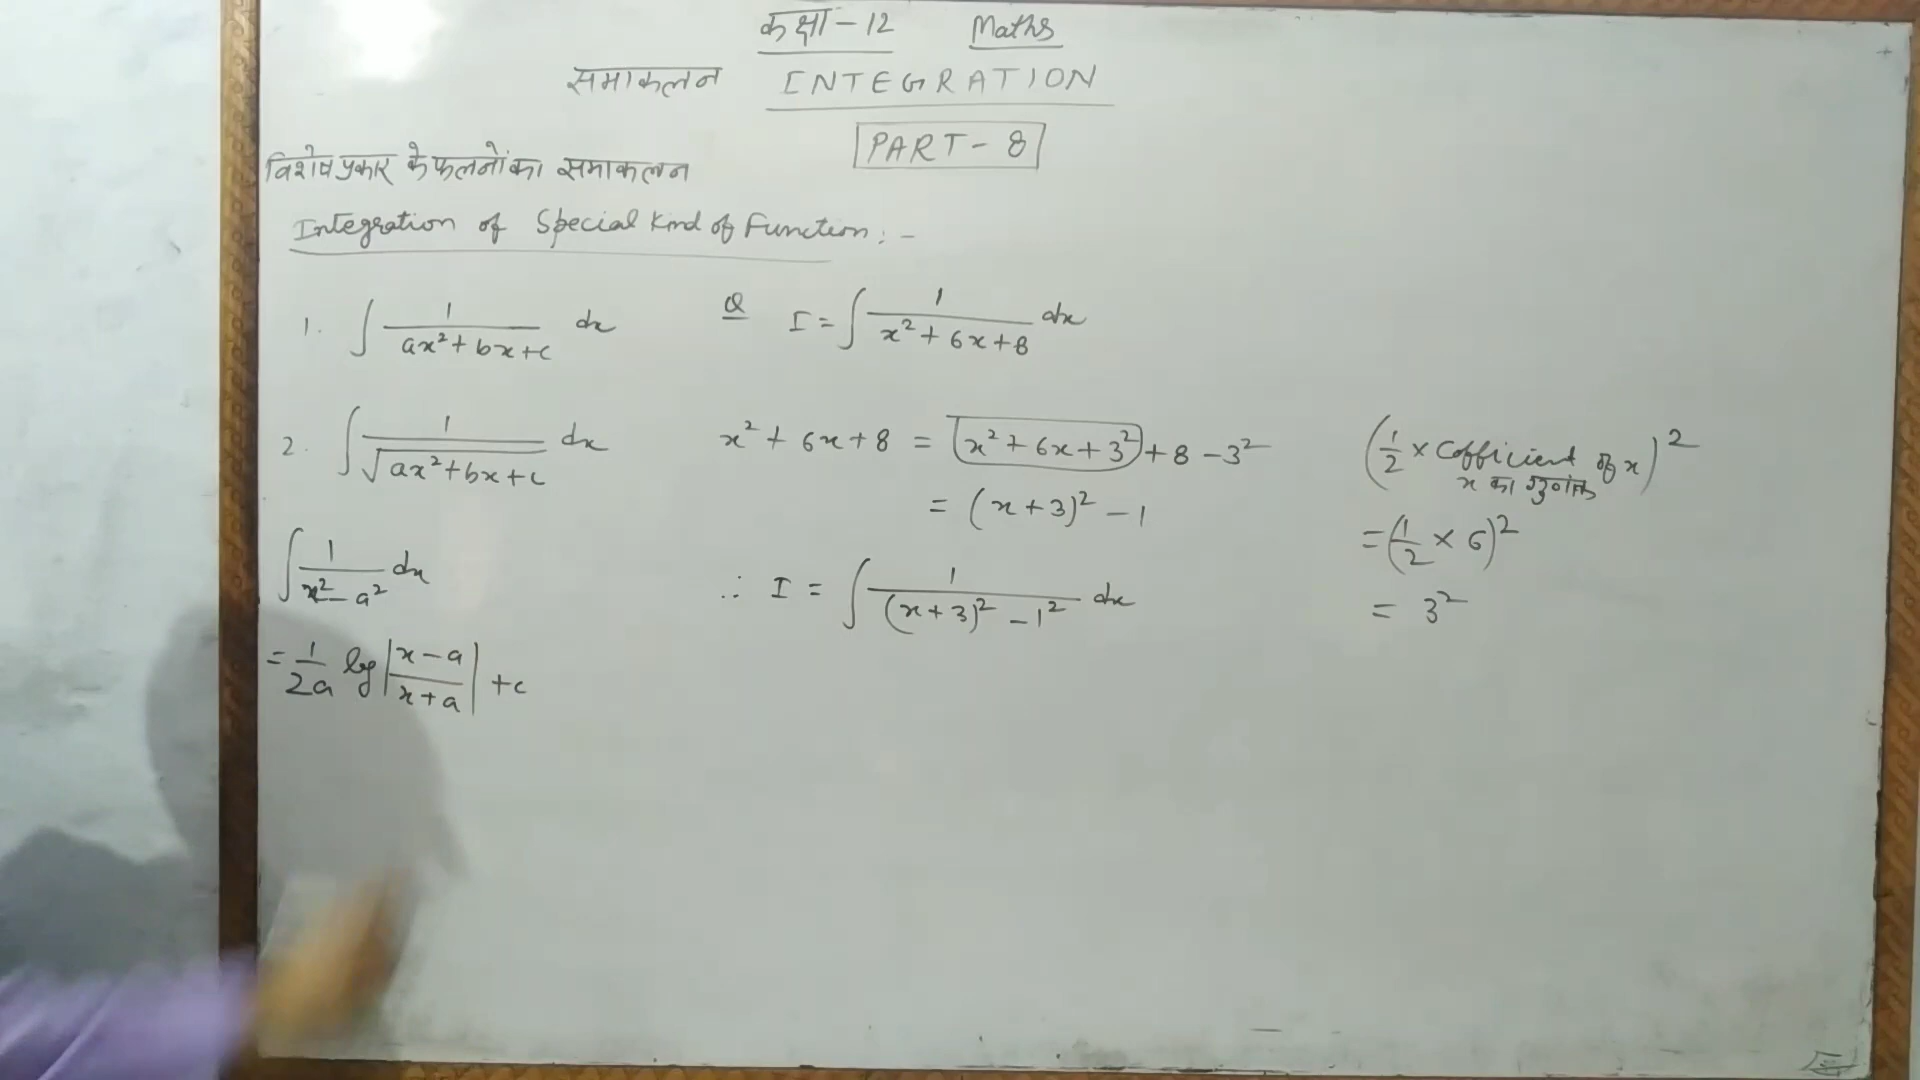 कक्षा - 12 Maths
समाकलन INTEGRATION
PART - 8
विशेष प्रकार के फलनों का समाकलन
Integration of Special Kind of Function : -
1. ∫ 1/(ax² + bx + c) dx
Q I = ∫ 1/(x² + 6x + 8) dx
2. ∫ 1/√(ax² + bx + c) dx
x² + 6x + 8 = (x² + 6x + 3²) + 8 - 3²
= (x + 3)² - 1
∴ I = ∫ 1/((x + 3)² - 1²) dx
(1/2 × Cofficient of x)²
x का गुणांक
= (1/2 × 6)²
= 3²
∫ 1/(x² - a²) dx
= 1/2a log |(x - a)/(x + a)| + c